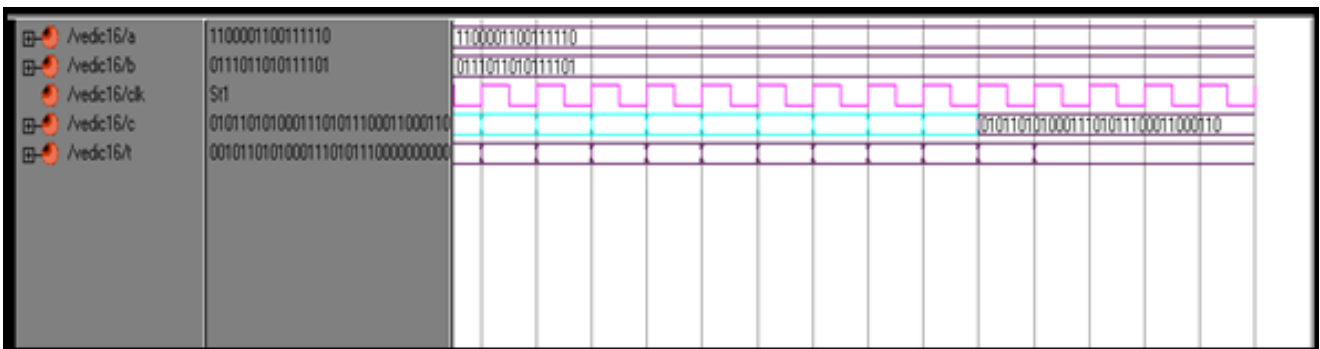 /vedic16/a 1100001100111110 1100001100111110
/vedic16/b 0111011010111101 0111011010111101
/vedic16/clk St1
/vedic16/c 01011010100011101011100011000110 01011010100011101011100011000110
/vedic16/t 00101101010001110101110000000000